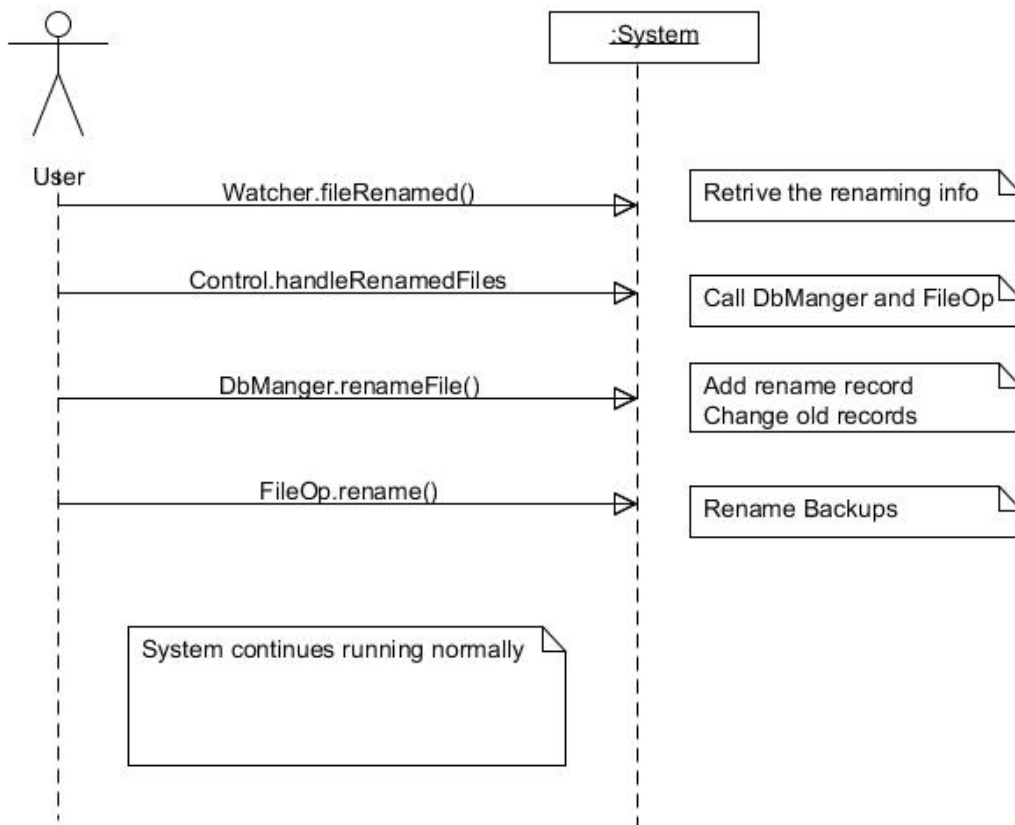 :System
User
Watcher.fileRenamed()
Retrive the renaming info
Control.handleRenamedFiles
Call DbManger and FileOp
DbManger.renameFile()
Add rename record
Change old records
FileOp.rename()
Rename Backups
System continues running normally